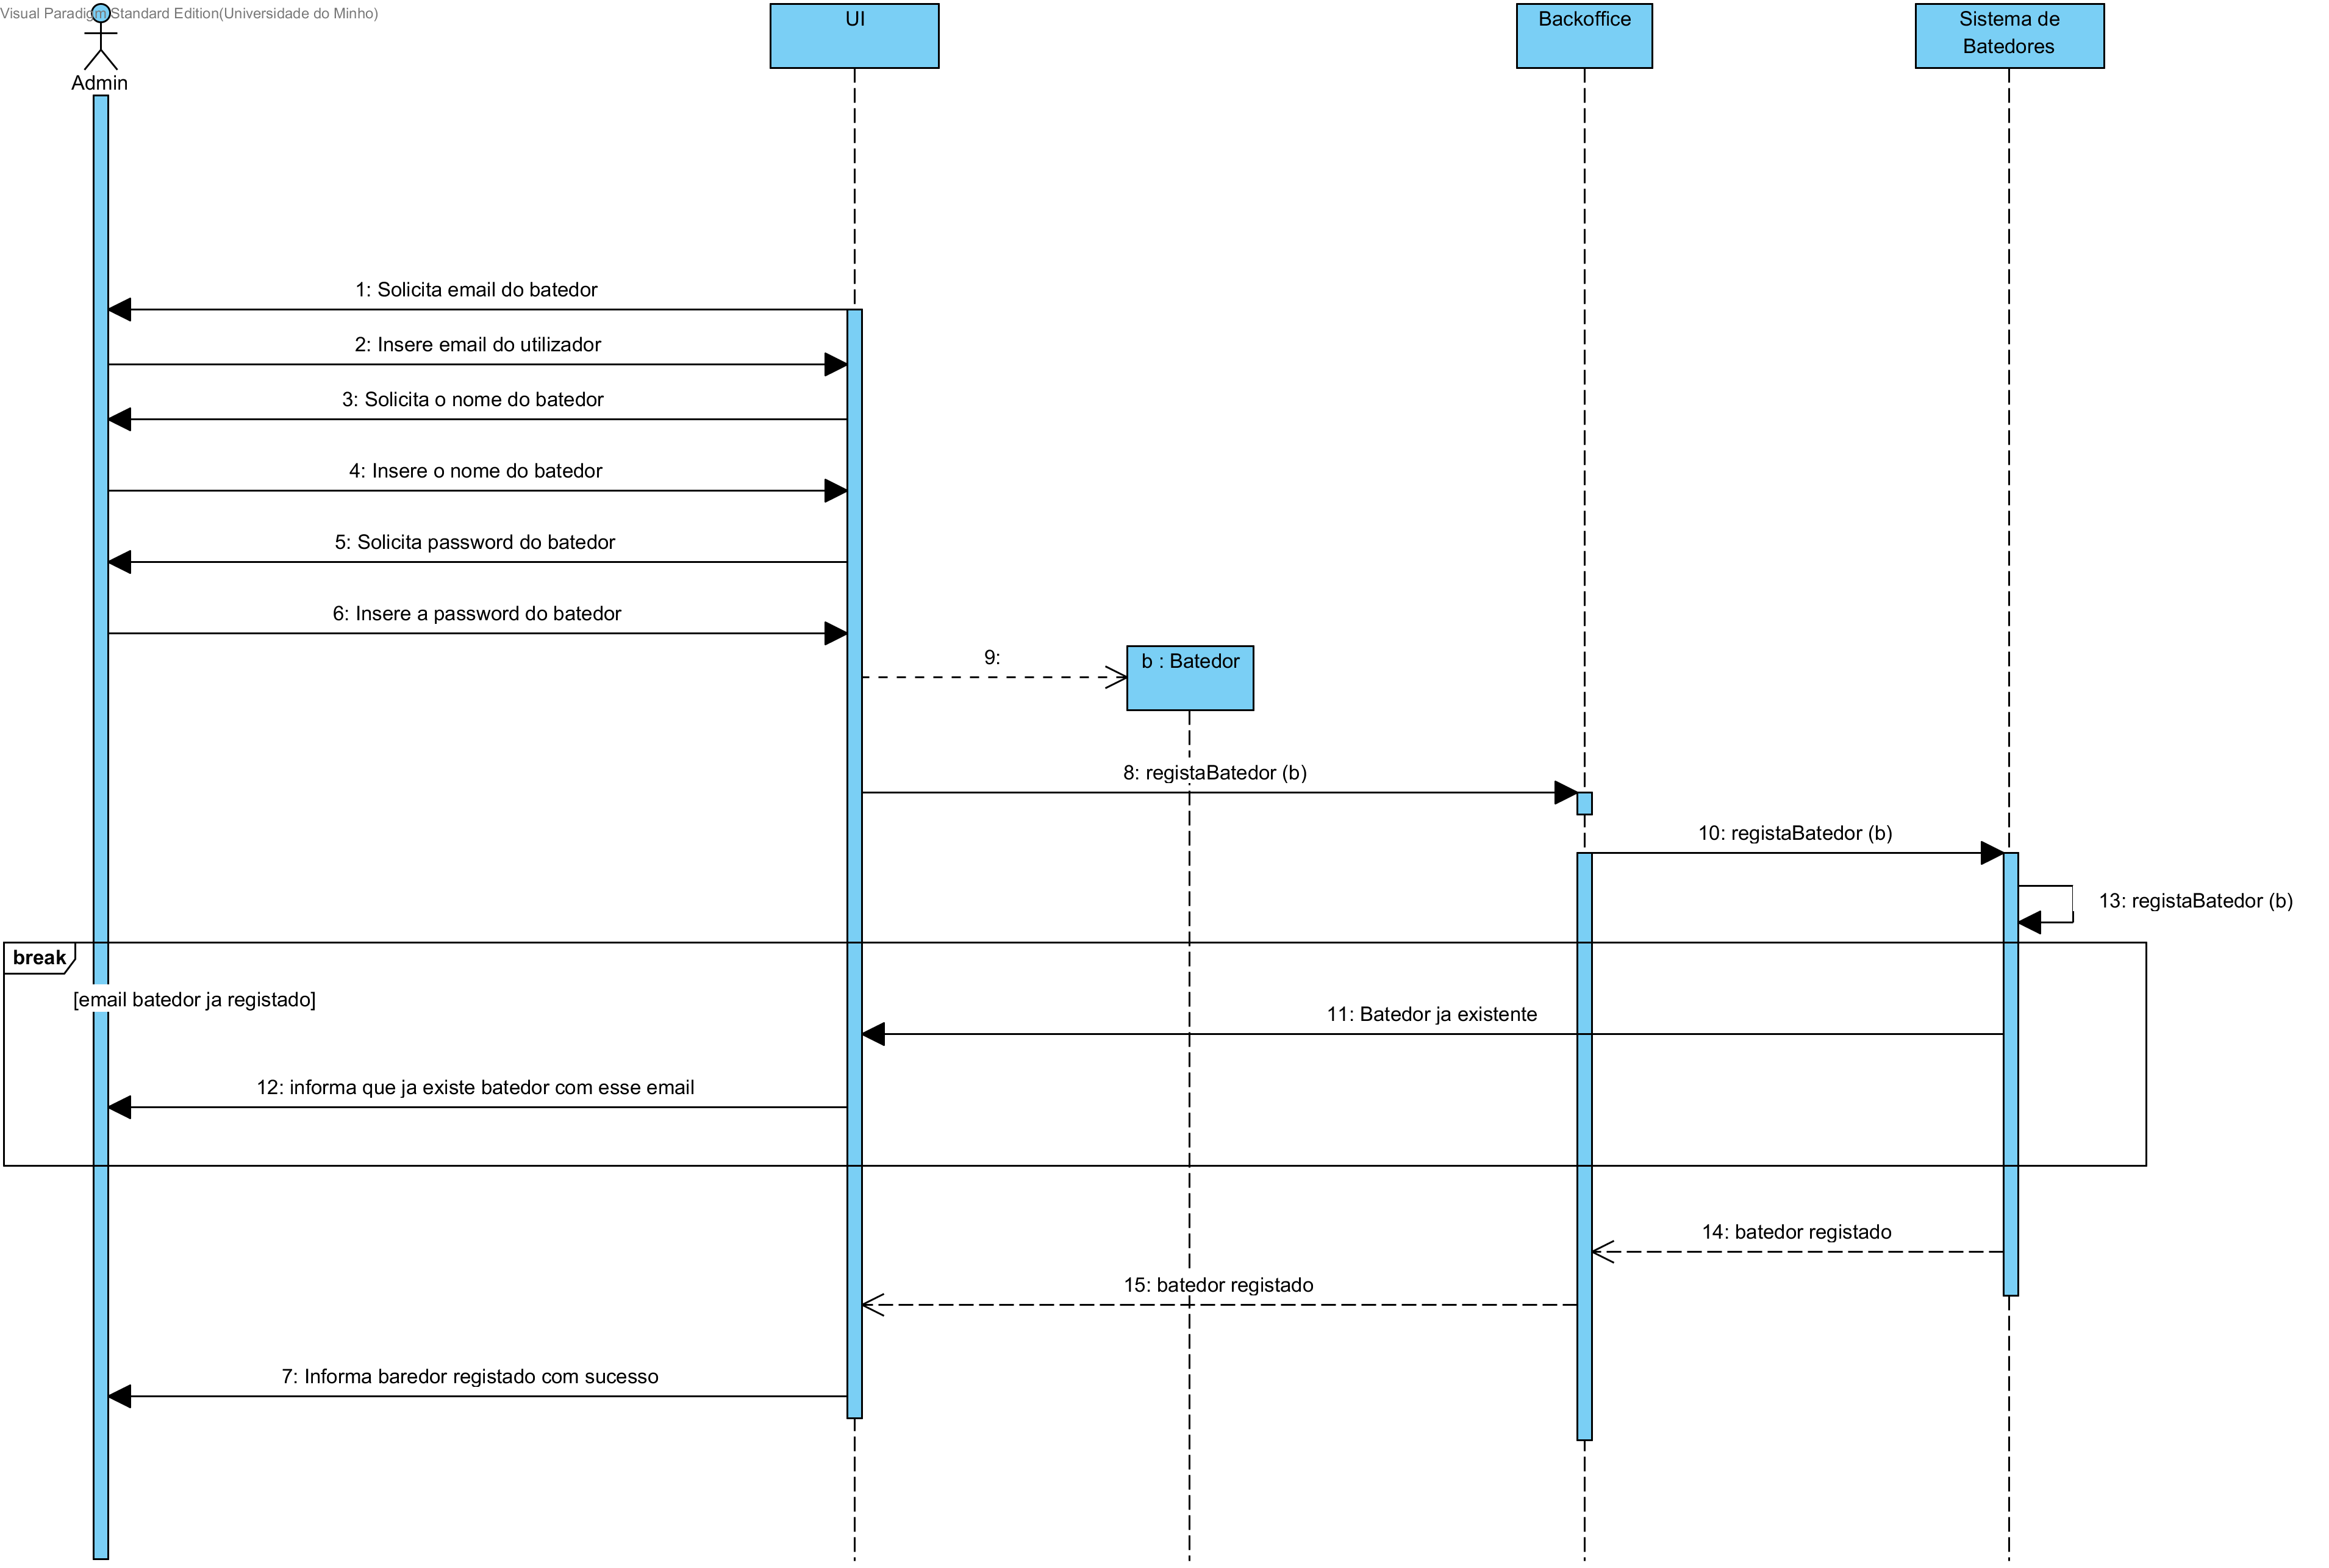 Visual Paradigm Standard Edition(Universidade do Minho)
Admin
UI
Backoffice
Sistema de
Batedores
1: Solicita email do batedor
2: Insere email do utilizador
3: Solicita o nome do batedor
4: Insere o nome do batedor
5: Solicita password do batedor
6: Insere a password do batedor
9:
b : Batedor
8: registaBatedor (b)
10: registaBatedor (b)
13: registaBatedor (b)
break
[email batedor ja registado]
11: Batedor ja existente
12: informa que ja existe batedor com esse email
14: batedor registado
15: batedor registado
7: Informa baredor registado com sucesso